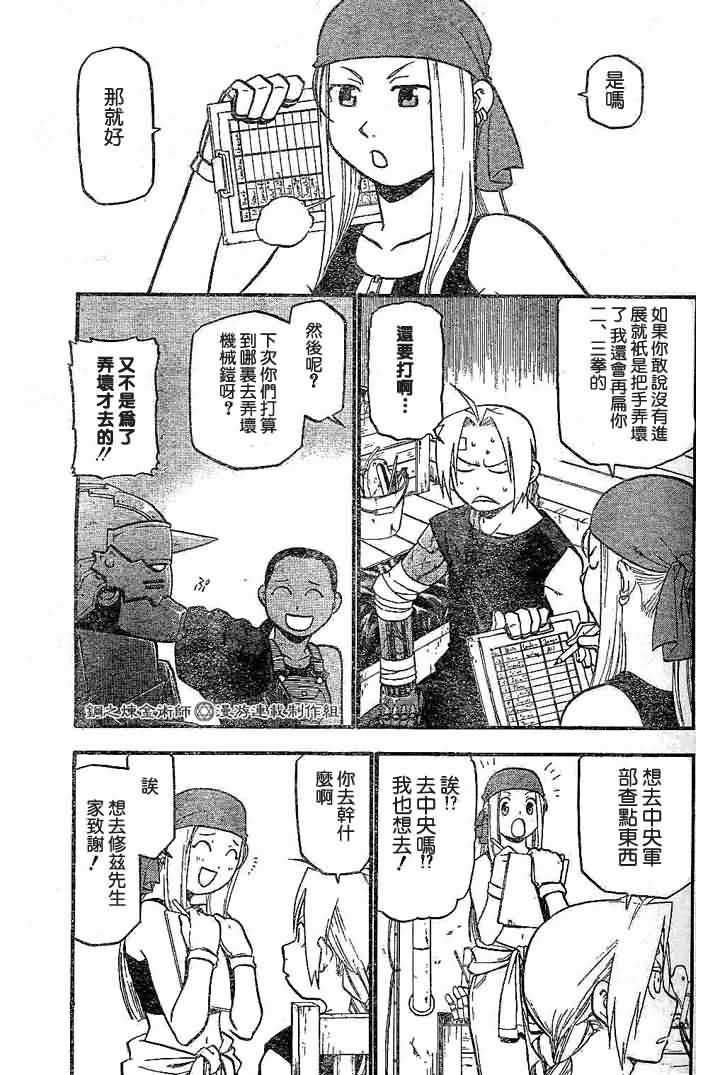 是嗎
那就好
如果你敢說沒有進
展就衹是把手弄壞
了 我還會再扁你
二、三拳的
還要打啊…
然後呢?
下次你們打算
到哪裏去弄壞
機械鎧呀?
又不是爲了
弄壞才去的!!
ぷ
鋼之煉金術師 漫游連載制作組
想去中央軍
部查點東西
誒!?
去中央嗎!?
我也想去!
你去幹什
麼啊
誒
想去修茲先生
家致謝!